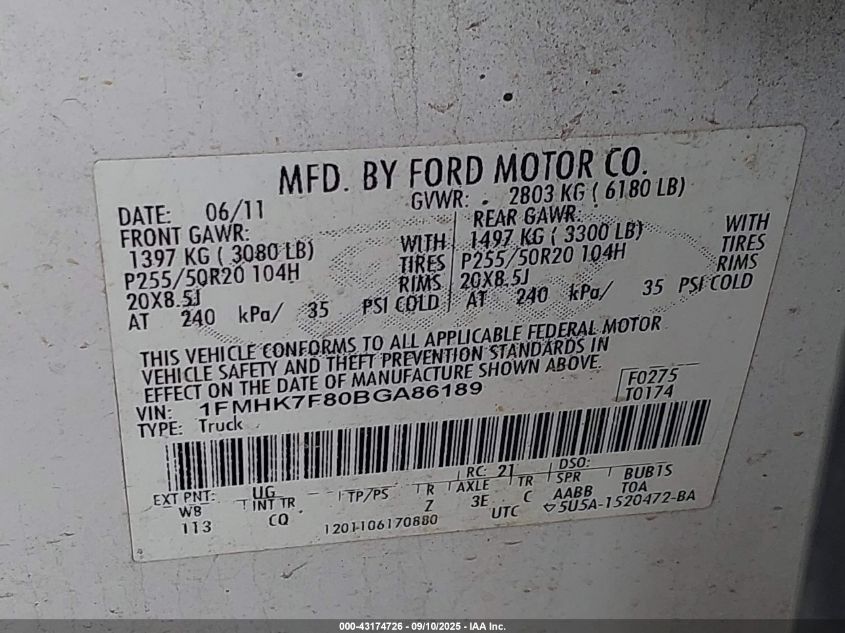 MFD. BY FORD MOTOR CO.
DATE: 06/11 GVWR: 2803 KG ( 6180 LB)
FRONT GAWR: REAR GAWR:
1397 KG ( 3080 LB) WITH 1497 KG ( 3300 LB) WITH
P255/50R20 104H TIRES P255/50R20 104H TIRES
20X8.5J RIMS 20X8.5J RIMS
AT 240 kPa/ 35 PSI COLD AT 240 kPa/ 35 PSI COLD
THIS VEHICLE CONFORMS TO ALL APPLICABLE FEDERAL MOTOR
VEHICLE SAFETY AND THEFT PREVENTION STANDARDS IN
EFFECT ON THE DATE OF MANUFACTURE SHOWN ABOVE.
VIN: 1FMHK7F80BGA86189 F0275
TYPE: Truck T0174
EXT PNT: UG RC: 21 DSO:
WB INT TR TP/PS R AXLE TR SPR BUB1S
113 CQ Z 3E C AABB T0A
1201106170880 UTC 5U5A-1520472-BA
000-43174726 - 09/10/2025 - IAA Inc.